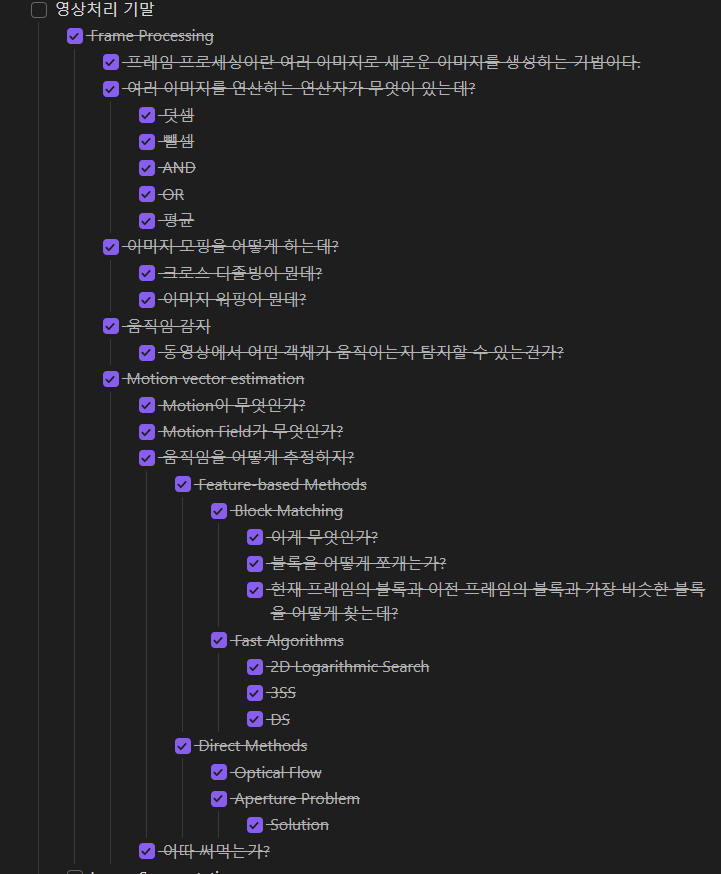 영상처리 기말
Frame Processing
프레임 프로세싱이란 여러 이미지로 새로운 이미지를 생성하는 기법이다.
여러 이미지를 연산하는 연산자가 무엇이 있는데?
덧셈
뺄셈
AND
OR
평균
이미지 모핑을 어떻게 하는데?
크로스 디졸빙이 뭔데?
이미지 워핑이 뭔데?
움직임 감지
동영상에서 어떤 객체가 움직이는지 탐지할 수 있는건가?
Motion vector estimation
Motion이 무엇인가?
Motion Field가 무엇인가?
움직임을 어떻게 추정하지?
Feature-based Methods
Block Matching
이게 무엇인가?
블록을 어떻게 쪼개는가?
현재 프레임의 블록과 이전 프레임의 블록과 가장 비슷한 블록
을 어떻게 찾는데?
Fast Algorithms
2D Logarithmic Search
3SS
DS
Direct Methods
Optical Flow
Aperture Problem
Solution
어따 써먹는가?